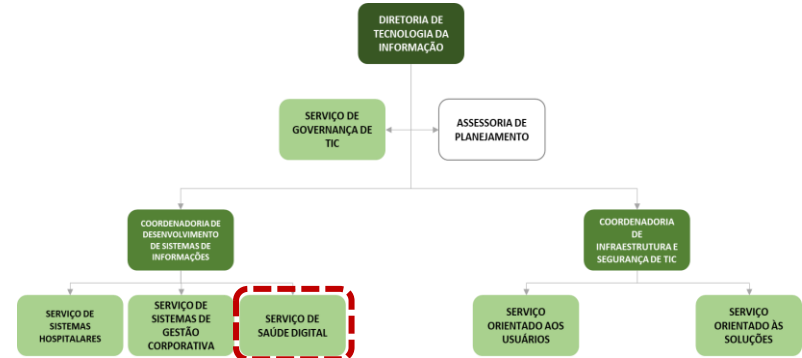 DIRETORIA DE
TECNOLOGIA DA
INFORMAÇÃO
SERVIÇO DE
GOVERNANÇA DE
TIC
ASSESSORIA DE
PLANEJAMENTO
COORDENADORIA DE
DESENVOLVIMENTO
DE SISTEMAS DE
INFORMAÇÕES
COORDENADORIA
DE
INFRAESTRUTURA E
SEGURANÇA DE TIC
SERVIÇO DE
SISTEMAS
HOSPITALARES
SERVIÇO DE
SISTEMAS DE
GESTÃO
CORPORATIVA
SERVIÇO DE
SAÚDE DIGITAL
SERVIÇO
ORIENTADO AOS
USUÁRIOS
SERVIÇO
ORIENTADO ÀS
SOLUÇÕES